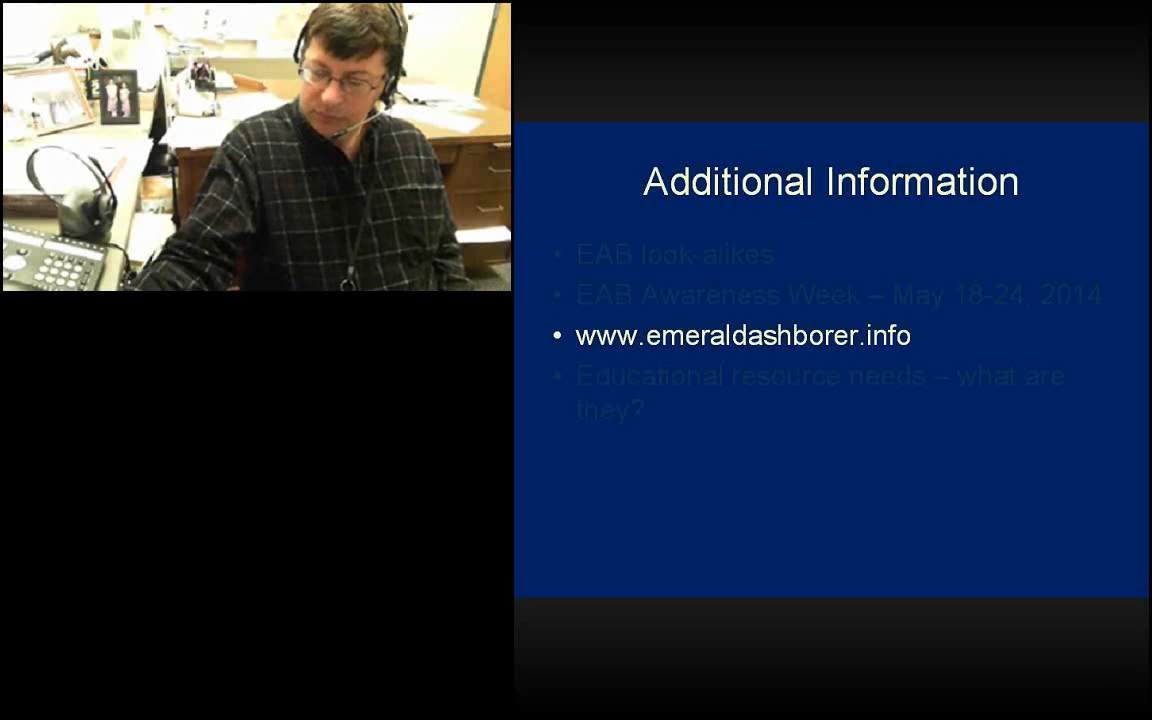 Additional Information
• EAB look-alikes
• EAB Awareness Week – May 18-24, 2014
• www.emeraldashborer.info
• Educational resource needs – what are
they?